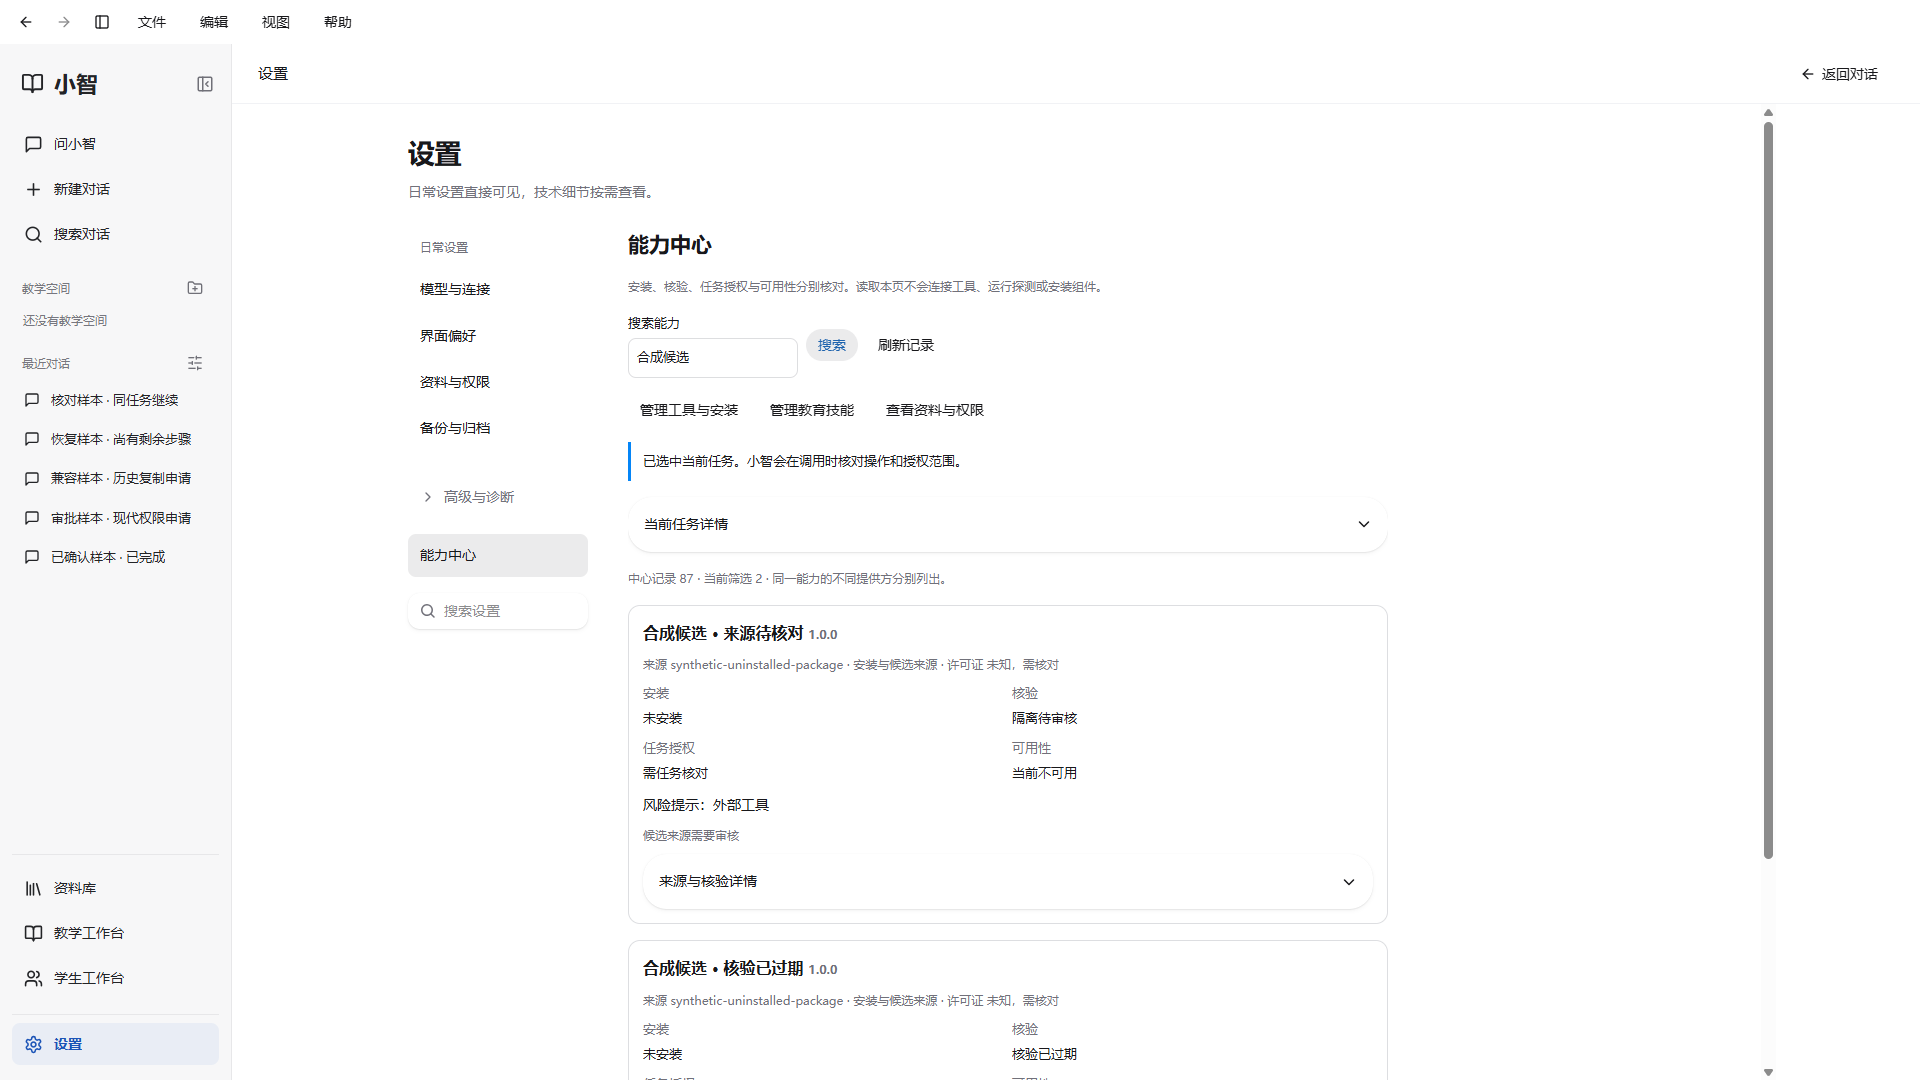 文件 编辑 视图 帮助
小智
设置
返回对话
问小智
新建对话
搜索对话
教学空间
还没有教学空间
最近对话
核对样本 · 同任务继续
恢复样本 · 尚有剩余步骤
兼容样本 · 历史复制申请
审批样本 · 现代权限申请
已确认样本 · 已完成
资料库
教学工作台
学生工作台
设置
设置
日常设置直接可见，技术细节按需查看。
日常设置
模型与连接
界面偏好
资料与权限
备份与归档
高级与诊断
能力中心
搜索设置
能力中心
安装、核验、任务授权与可用性分别核对。读取本页不会连接工具、运行探测或安装组件。
搜索能力
合成候选 搜索 刷新记录
管理工具与安装 管理教育技能 查看资料与权限
已选中当前任务。小智会在调用时核对操作和授权范围。
当前任务详情
中心记录 87 · 当前筛选 2 · 同一能力的不同提供方分别列出。
合成候选 • 来源待核对 1.0.0
来源 synthetic-uninstalled-package · 安装与候选来源 · 许可证 未知，需核对
安装 核验
未安装 隔离待审核
任务授权 可用性
需任务核对 当前不可用
风险提示：外部工具
候选来源需要审核
来源与核验详情
合成候选 • 核验已过期 1.0.0
来源 synthetic-uninstalled-package · 安装与候选来源 · 许可证 未知，需核对
安装 核验
未安装 核验已过期